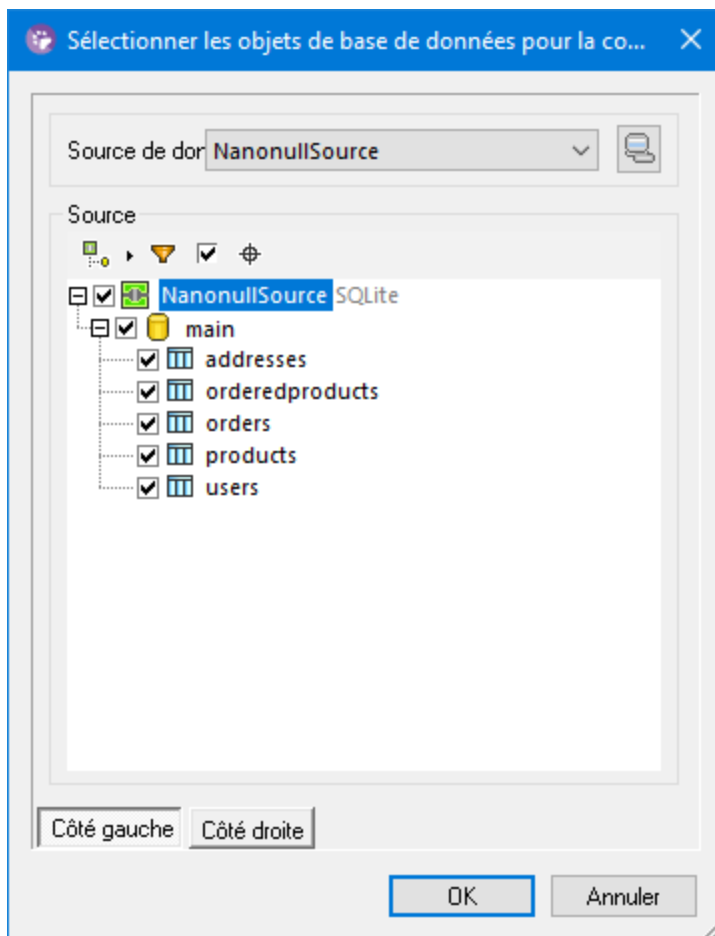 Sélectionner les objets de base de données pour la co...
Source de dor NanonullSource
Source
NanonullSource SQLite
main
addresses
orderedproducts
orders
products
users
Côté gauche Côté droite
OK Annuler